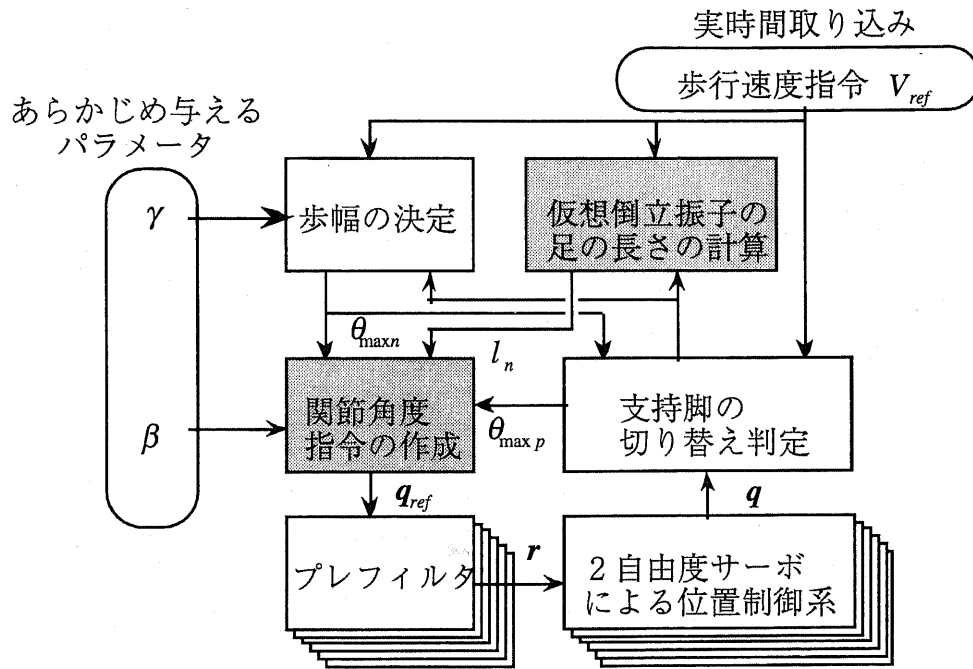 実時間取り込み
歩行速度指令 V_ref
あらかじめ与える
パラメータ
γ
歩幅の決定
仮想倒立振子の
足の長さの計算
θ_maxn
l_n
β
関節角度
指令の作成
θ_max p
支持脚の
切り替え判定
q_ref
q
プレフィルタ
r
2自由度サーボ
による位置制御系